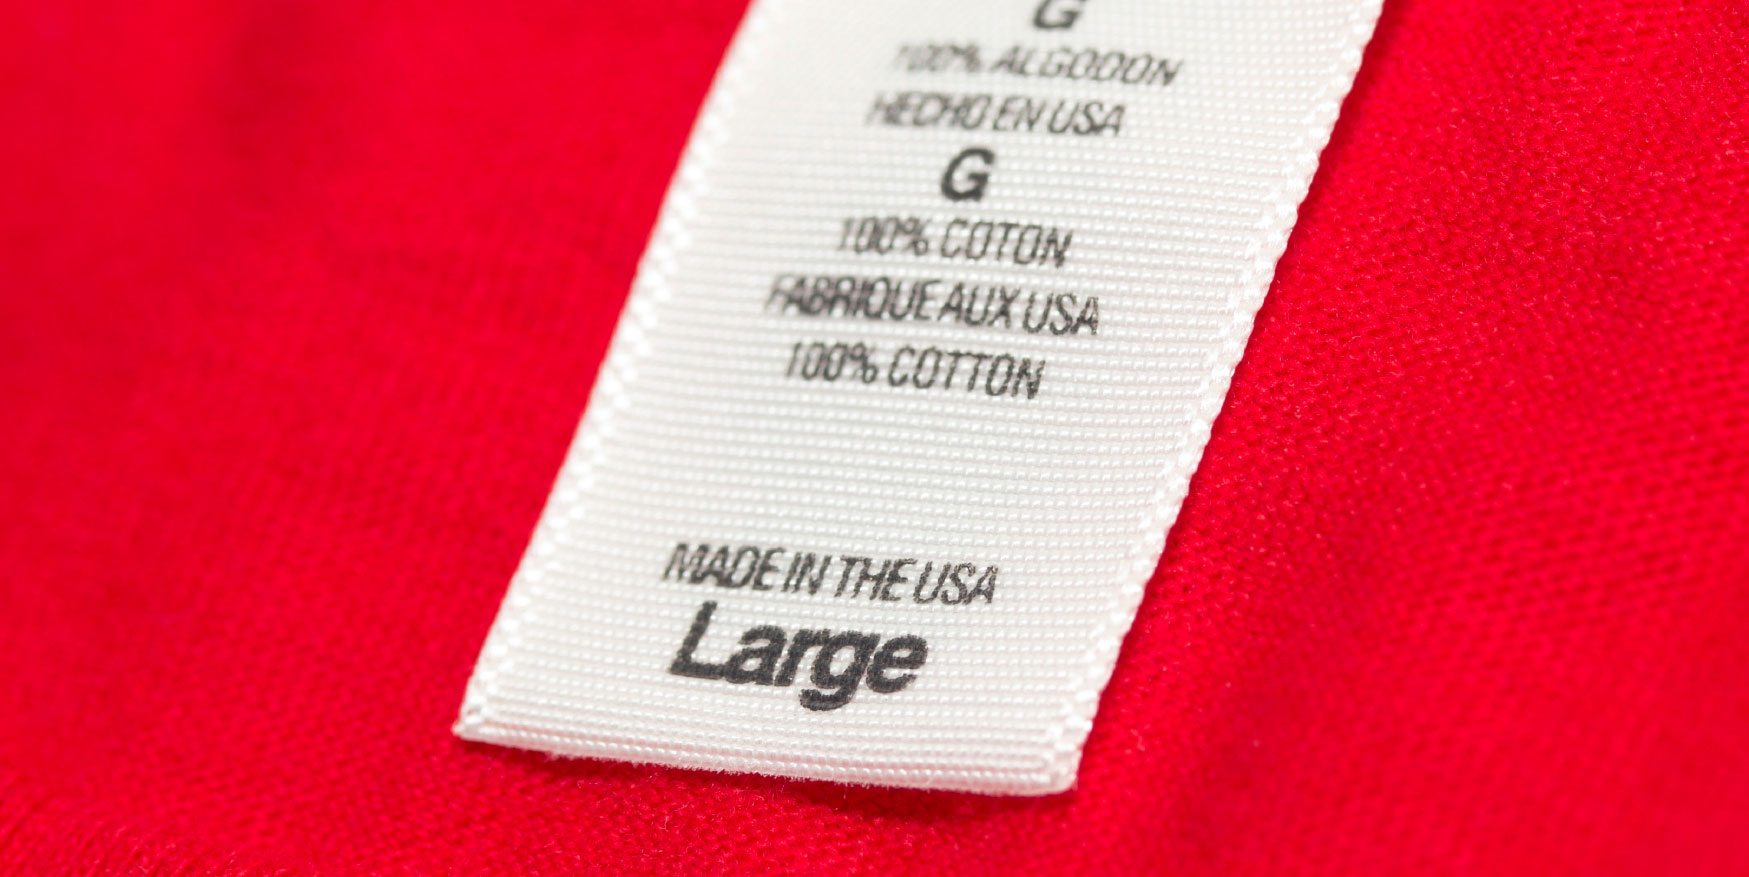 G
100% ALGODON
HECHO EN USA
G
100% COTON
FABRIQUE AUX USA
100% COTTON
MADE IN THE USA
Large